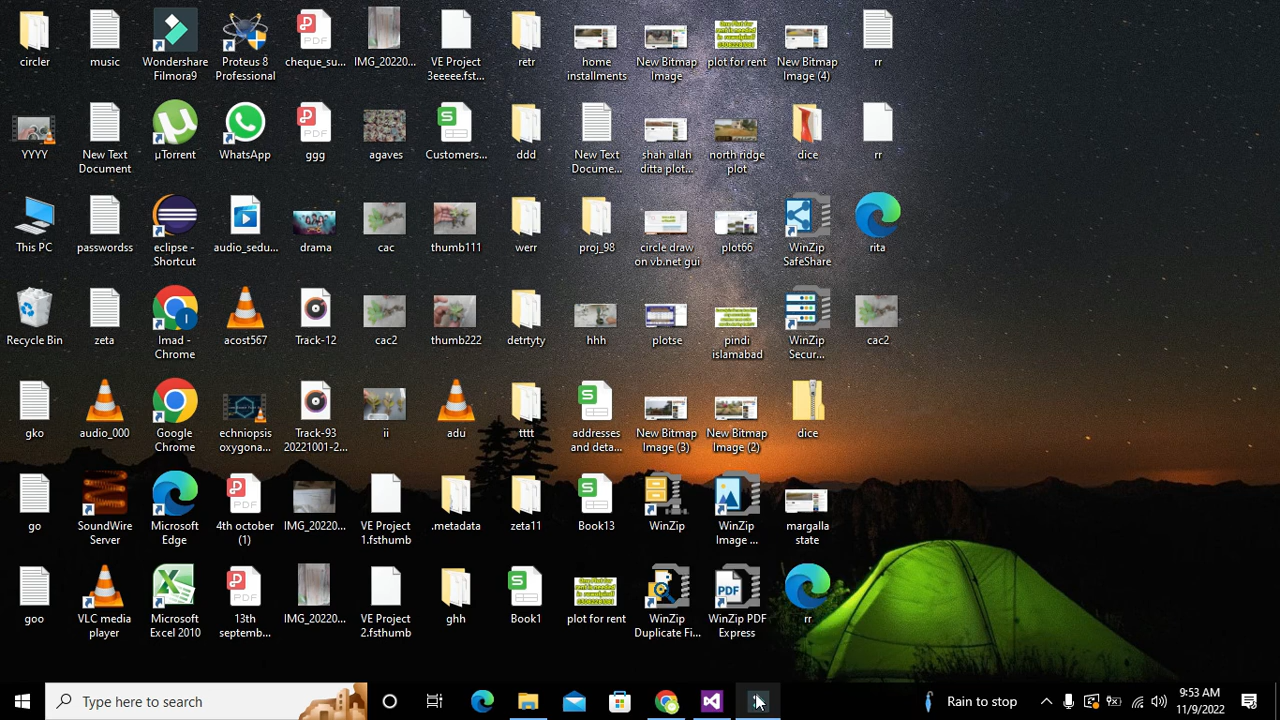 circler
music
Wondershare
Filmora9
Proteus 8
Professional
cheque_su...
IMG_20220...
VE Project
3eeeee.fst...
retr
home
installments
New Bitmap
Image
plot for rent
New Bitmap
Image (4)
rr
YYYY
New Text
Document
µTorrent
WhatsApp
ggg
agaves
Customers...
ddd
New Text
Docume...
shah allah
ditta plot...
north ridge
plot
dice
rr
This PC
passwordss
eclipse -
Shortcut
audio_sedu...
drama
cac
thumb111
werr
proj_98
circle draw
on vb.net gui
plot66
WinZip
SafeShare
rita
Recycle Bin
zeta
Imad -
Chrome
acost567
Track-12
cac2
thumb222
detrtyty
hhh
plotse
pindi
islamabad
WinZip
Secur...
cac2
gko
audio_000
Google
Chrome
echniopsis
oxygona...
Track-93
20221001-2...
ii
adu
tttt
addresses
and deta...
New Bitmap
Image (3)
New Bitmap
Image (2)
dice
go
SoundWire
Server
Microsoft
Edge
4th october
(1)
IMG_20220...
VE Project
1.fsthumb
.metadata
zeta11
Book13
WinZip
WinZip
Image ...
margalla
state
goo
VLC media
player
Microsoft
Excel 2010
13th
septemb...
IMG_20220...
VE Project
2.fsthumb
ghh
Book1
plot for rent
WinZip
Duplicate Fi...
WinZip PDF
Express
rr
Type here to search
Rain to stop
9:53 AM
11/9/2022